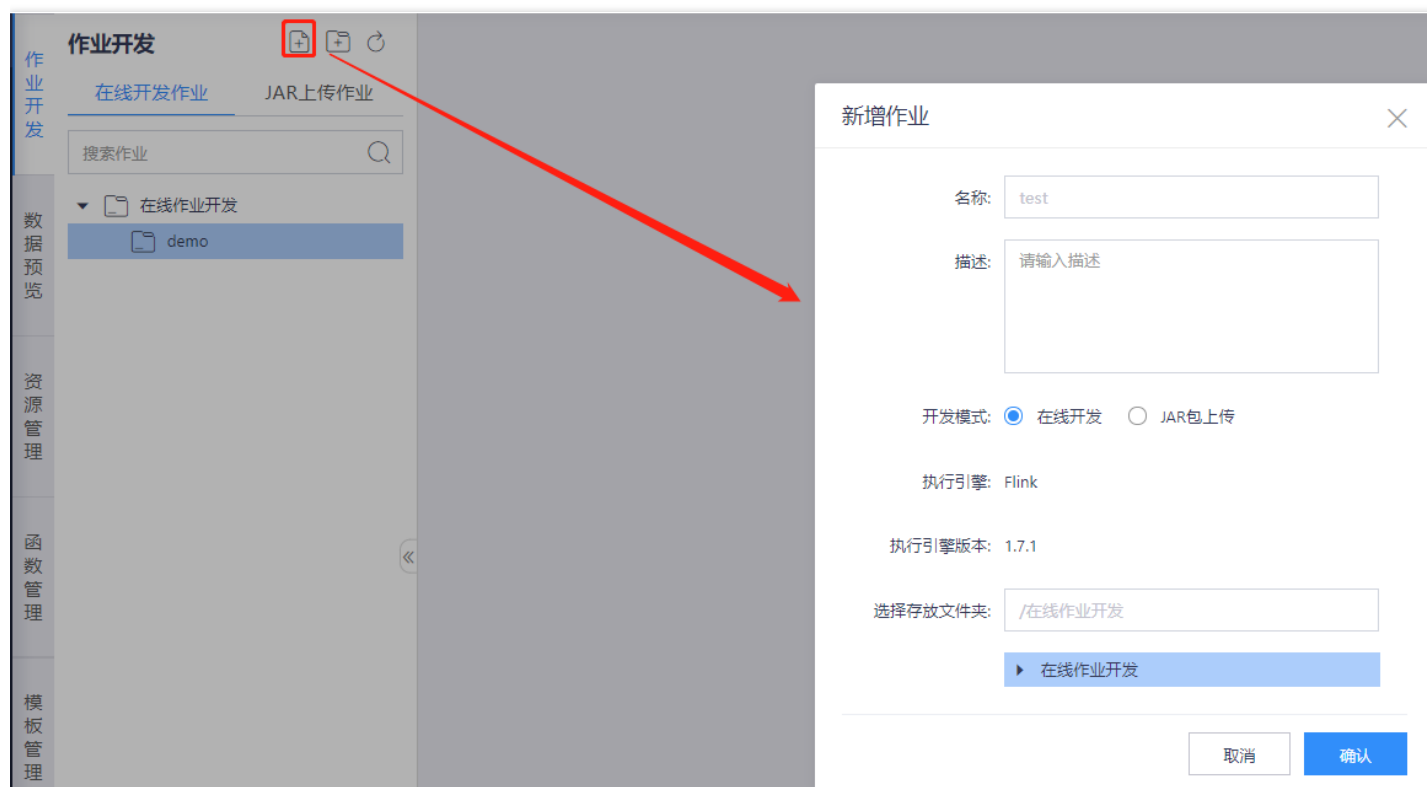 作业开发
数据预览
资源管理
函数管理
模板管理
作业开发
在线开发作业 JAR上传作业
搜索作业
在线作业开发
demo
新增作业
名称: test
描述: 请输入描述
开发模式: 在线开发 JAR包上传
执行引擎: Flink
执行引擎版本: 1.7.1
选择存放文件夹: /在线作业开发
在线作业开发
取消 确认